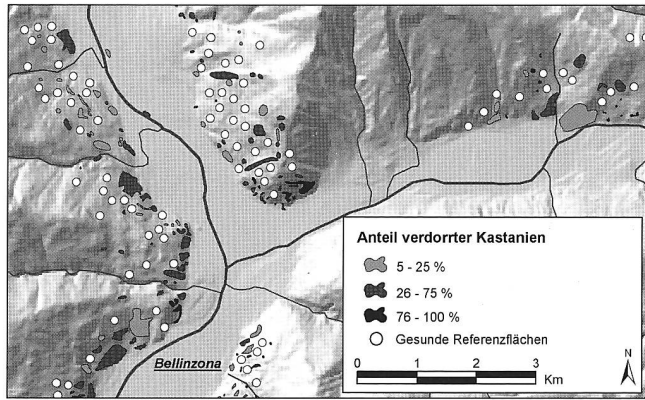 Anteil verdorrter Kastanien
5 - 25 %
26 - 75 %
76 - 100 %
Gesunde Referenzflächen
Bellinzona
0 1 2 3
Km
N